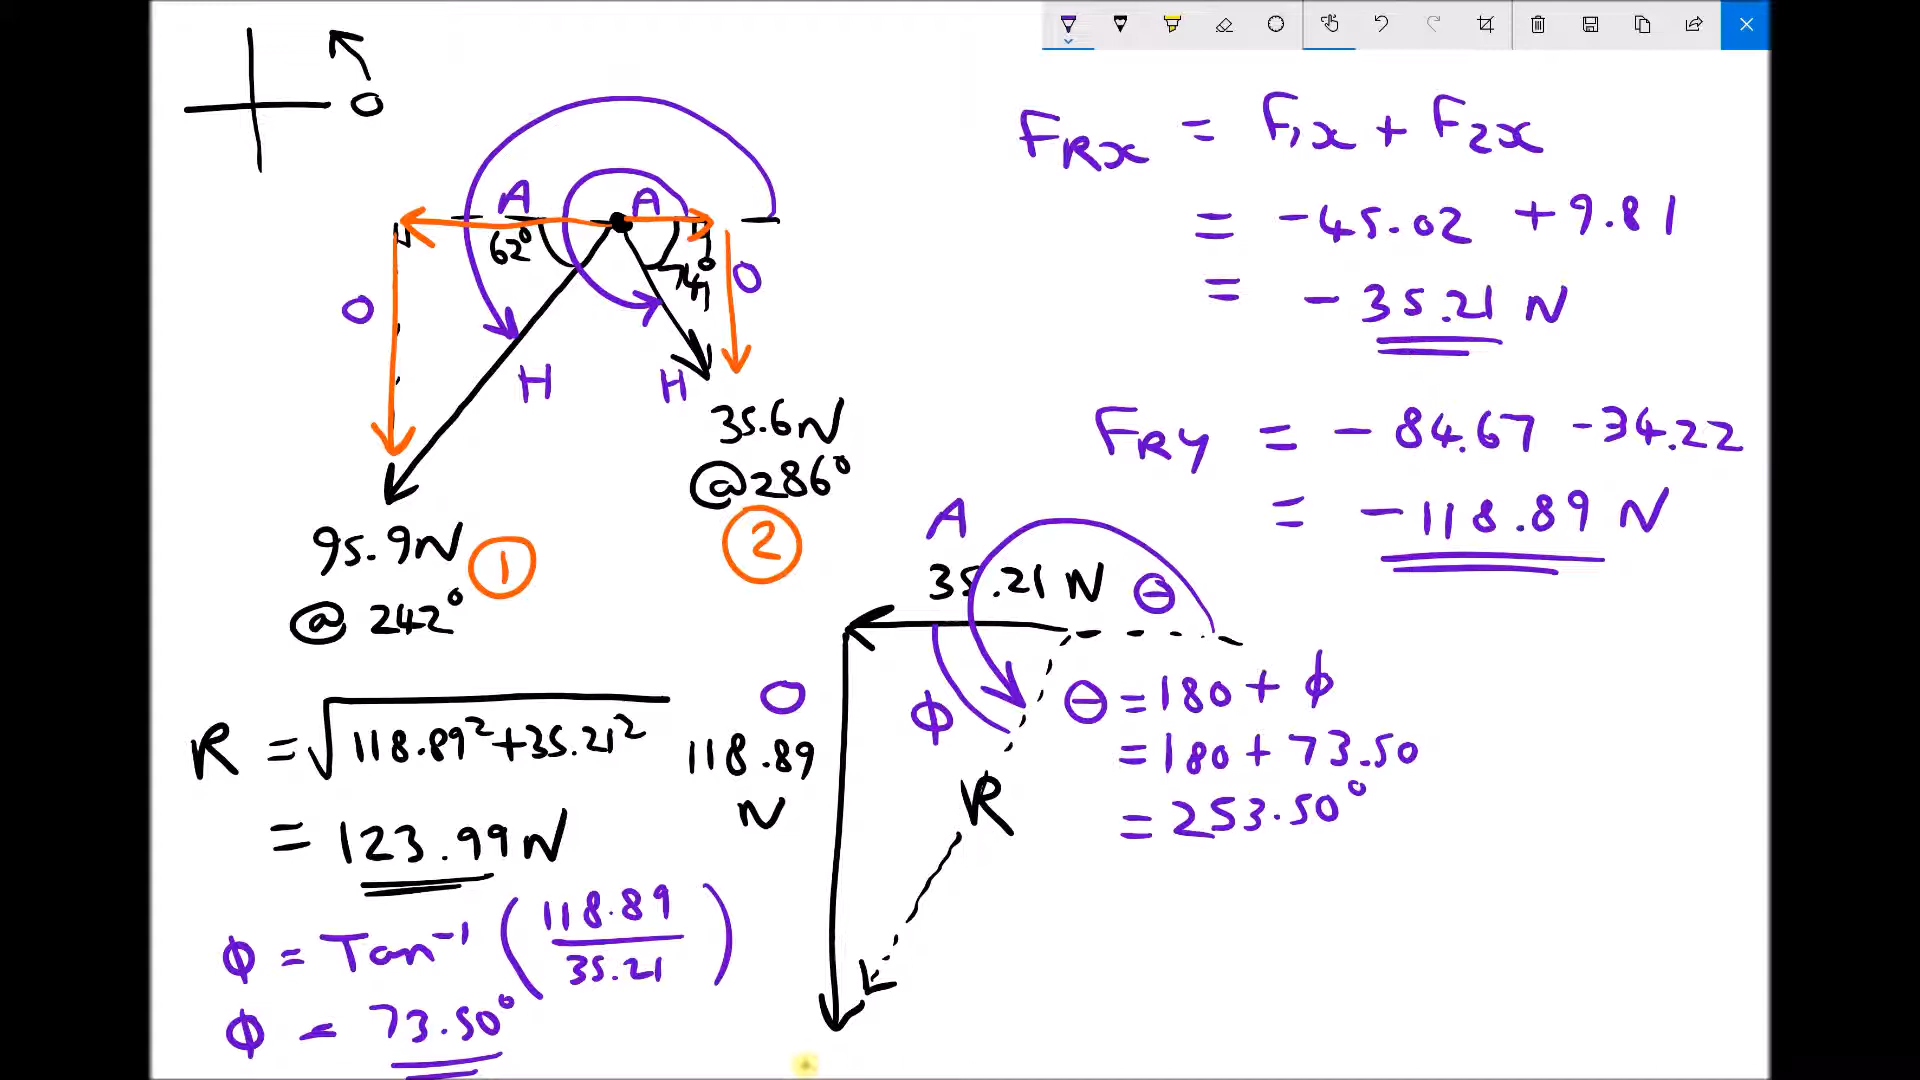 0
A A
62° 74°
O O
H H
35.6N
@286°
2
95.9N
1
@ 242°
FRx = F1x + F2x
= -45.02 + 9.81
= -35.21 N
FRy = -84.67 -34.22
= -118.89 N
A
35.21 N θ
O
118.89
N
ϕ
R
θ = 180 + ϕ
= 180 + 73.50
= 253.50°
R = √118.89²+35.21²
= 123.99N
ϕ = Tan⁻¹ (118.89/35.21)
ϕ = 73.50°